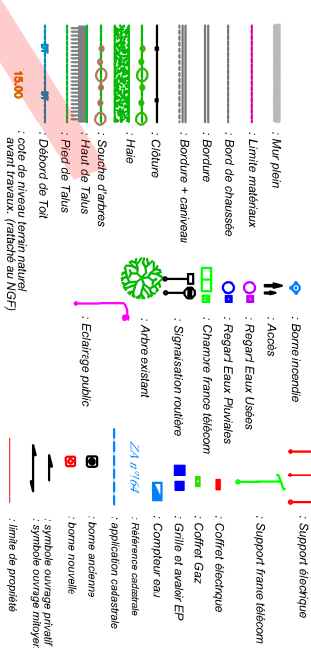 : Mur plein
: Limite matériaux
: Bord de chaussée
: Bordure
: Bordure + caniveau
: Clôture
: Haie
: Souche d'arbres
: Haut de Talus
: Pied de Talus
DT DT
: Débord de Toit
15.00
: cote de niveau terrain naturel
avant travaux. (rattaché au NGF)
: Borne incendie
: Accès
: Regard Eaux Usées
: Regard Eaux Pluviales
: Chambre france télécom
: Signalisation routière
: Arbre existant
: Eclairage public
: Support électrique
: Support france télécom
: Coffret électrique
: Coffret Gaz
: Grille et avaloir EP
: Compteur eau
ZA n°164
: Référence cadastrale
: application cadastrale
: borne ancienne
: borne nouvelle
: symbole ouvrage privatif
: symbole ouvrage mitoyen
: limite de propriété